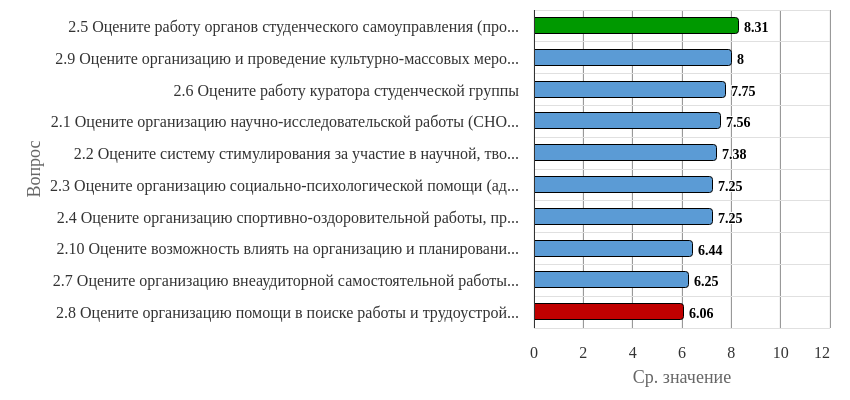 2.5 Оцените работу органов студенческого самоуправления (про... 8.31
2.9 Оцените организацию и проведение культурно-массовых меро... 8
2.6 Оцените работу куратора студенческой группы 7.75
2.1 Оцените организацию научно-исследовательской работы (СНО... 7.56
2.2 Оцените систему стимулирования за участие в научной, тво... 7.38
2.3 Оцените организацию социально-психологической помощи (ад... 7.25
2.4 Оцените организацию спортивно-оздоровительной работы, пр... 7.25
2.10 Оцените возможность влиять на организацию и планировани... 6.44
2.7 Оцените организацию внеаудиторной самостоятельной работы... 6.25
2.8 Оцените организацию помощи в поиске работы и трудоустрой... 6.06
Вопрос
0 2 4 6 8 10 12
Ср. значение